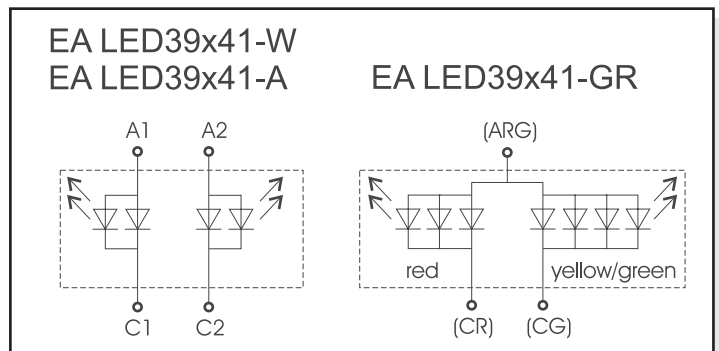 EA LED39x41-W
EA LED39x41-A
EA LED39x41-GR
A1 A2
(ARG)
red yellow/green
C1 C2
(CR) (CG)